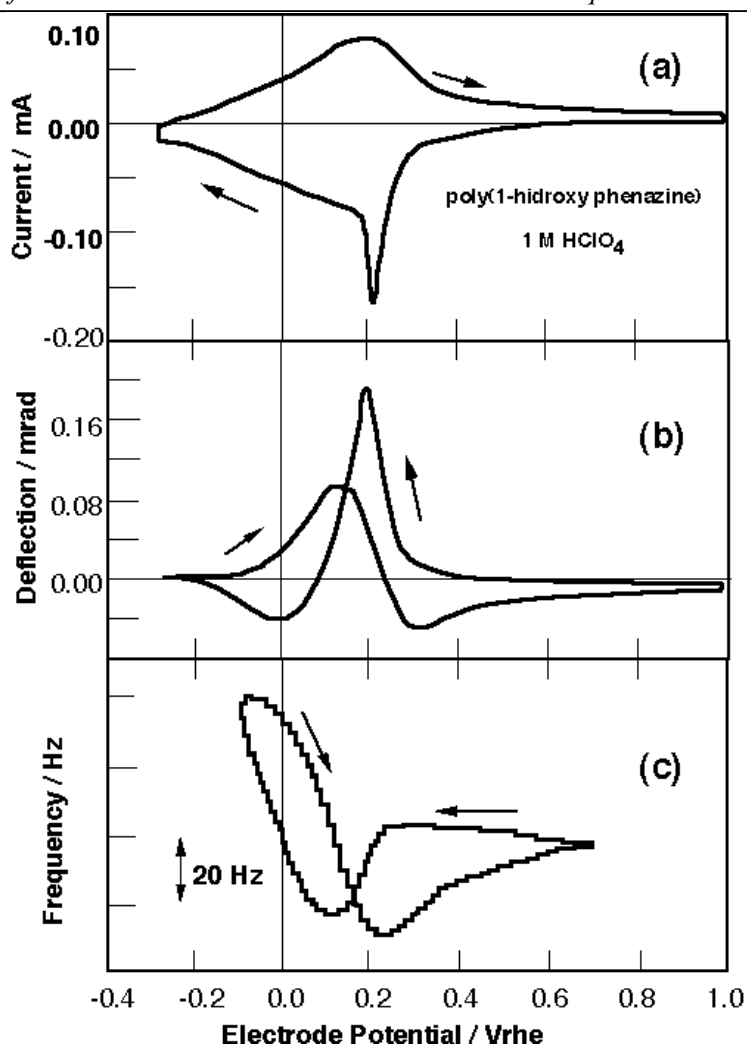 0.10
(a)
Current / mA
0.00
poly(1-hidroxy phenazine)
-0.10
1 M HClO4
-0.20
Deflection / mrad
0.16
(b)
0.08
0.00
Frequency / Hz
(c)
20 Hz
-0.4 -0.2 0.0 0.2 0.4 0.6 0.8 1.0
Electrode Potential / Vrhe